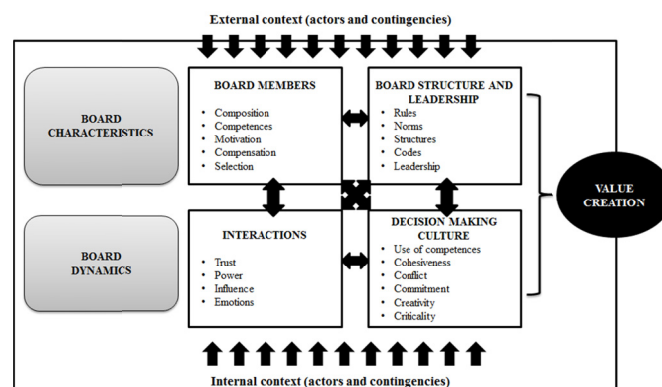 External context (actors and contingencies)
BOARD
CHARACTERISTICS
BOARD MEMBERS
• Composition
• Competences
• Motivation
• Compensation
• Selection
BOARD STRUCTURE AND
LEADERSHIP
• Rules
• Norms
• Structures
• Codes
• Leadership
VALUE
CREATION
BOARD
DYNAMICS
INTERACTIONS
• Trust
• Power
• Influence
• Emotions
DECISION MAKING
CULTURE
• Use of competences
• Cohesiveness
• Conflict
• Commitment
• Creativity
• Criticality
Internal context (actors and contingencies)